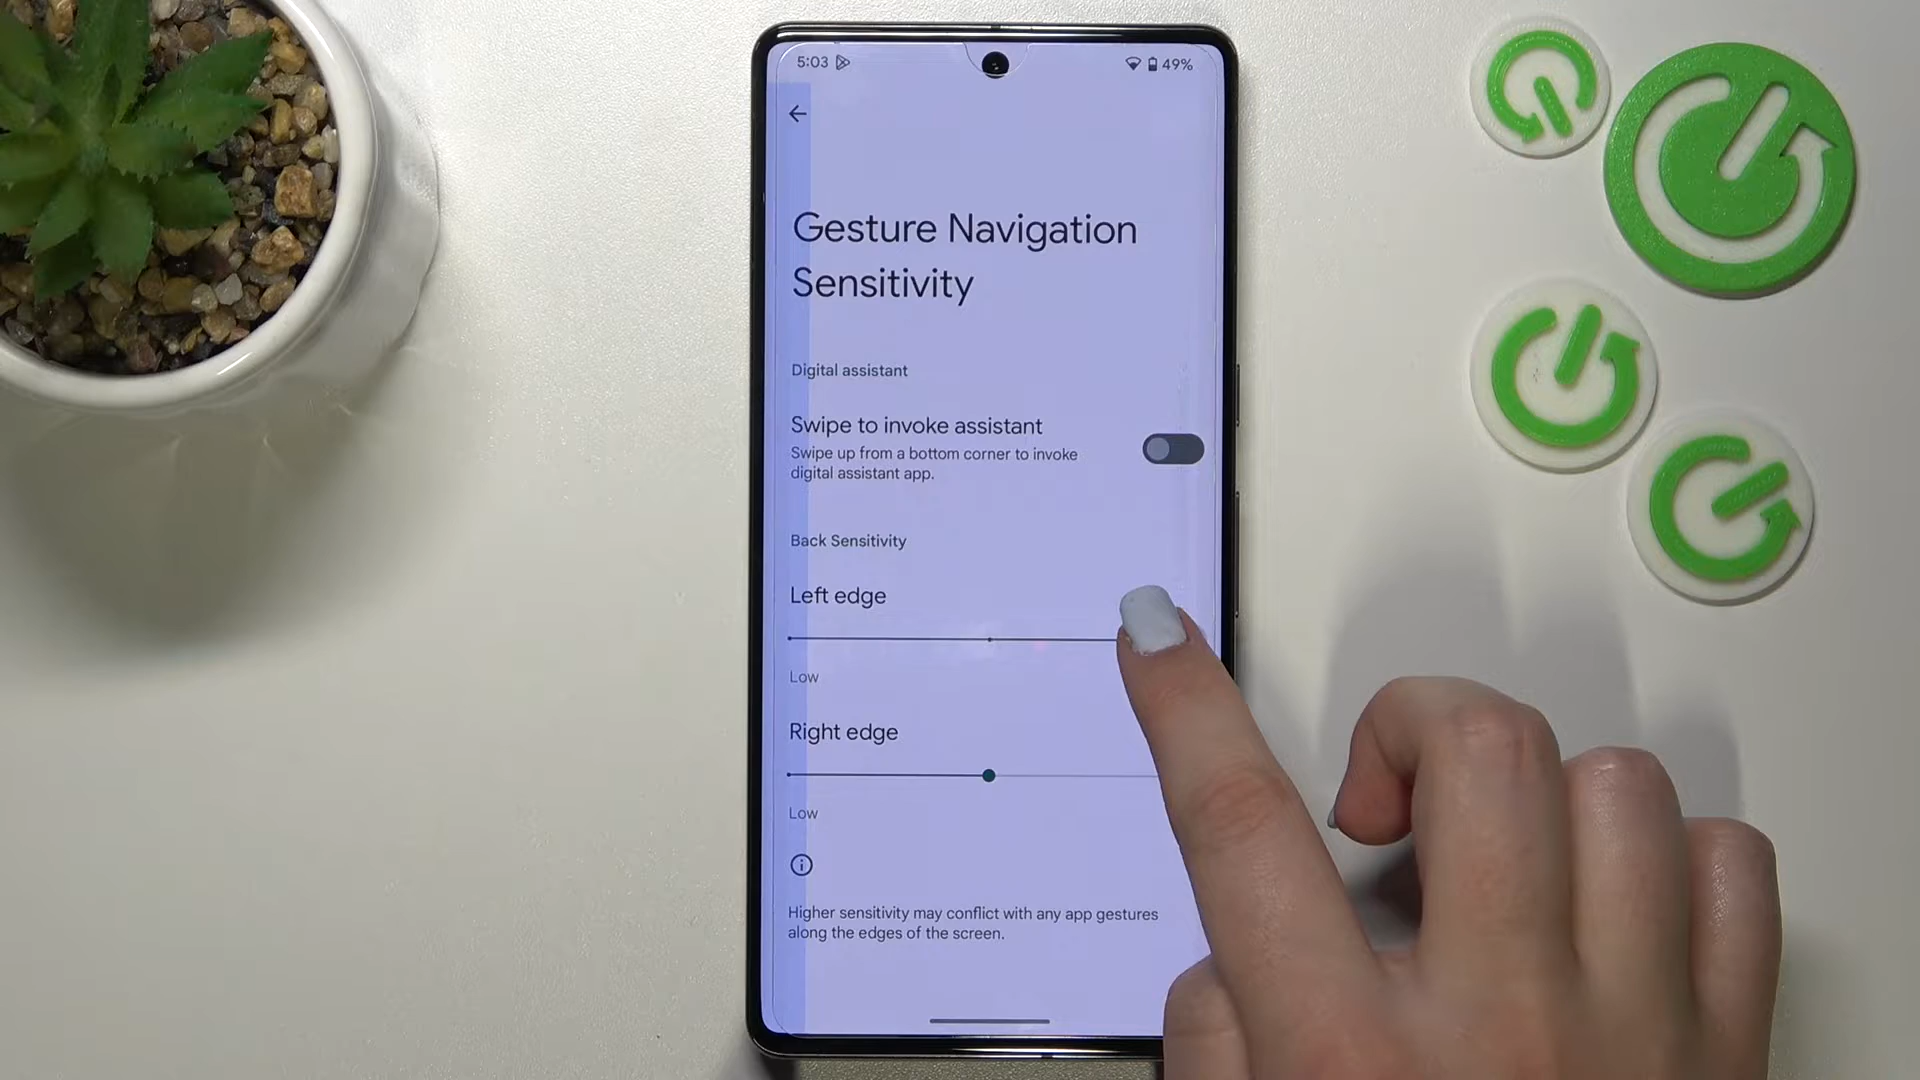 5:03
49%
Gesture Navigation
Sensitivity
Digital assistant
Swipe to invoke assistant
Swipe up from a bottom corner to invoke
digital assistant app.
Back Sensitivity
Left edge
Low
Right edge
Low
Higher sensitivity may conflict with any app gestures
along the edges of the screen.